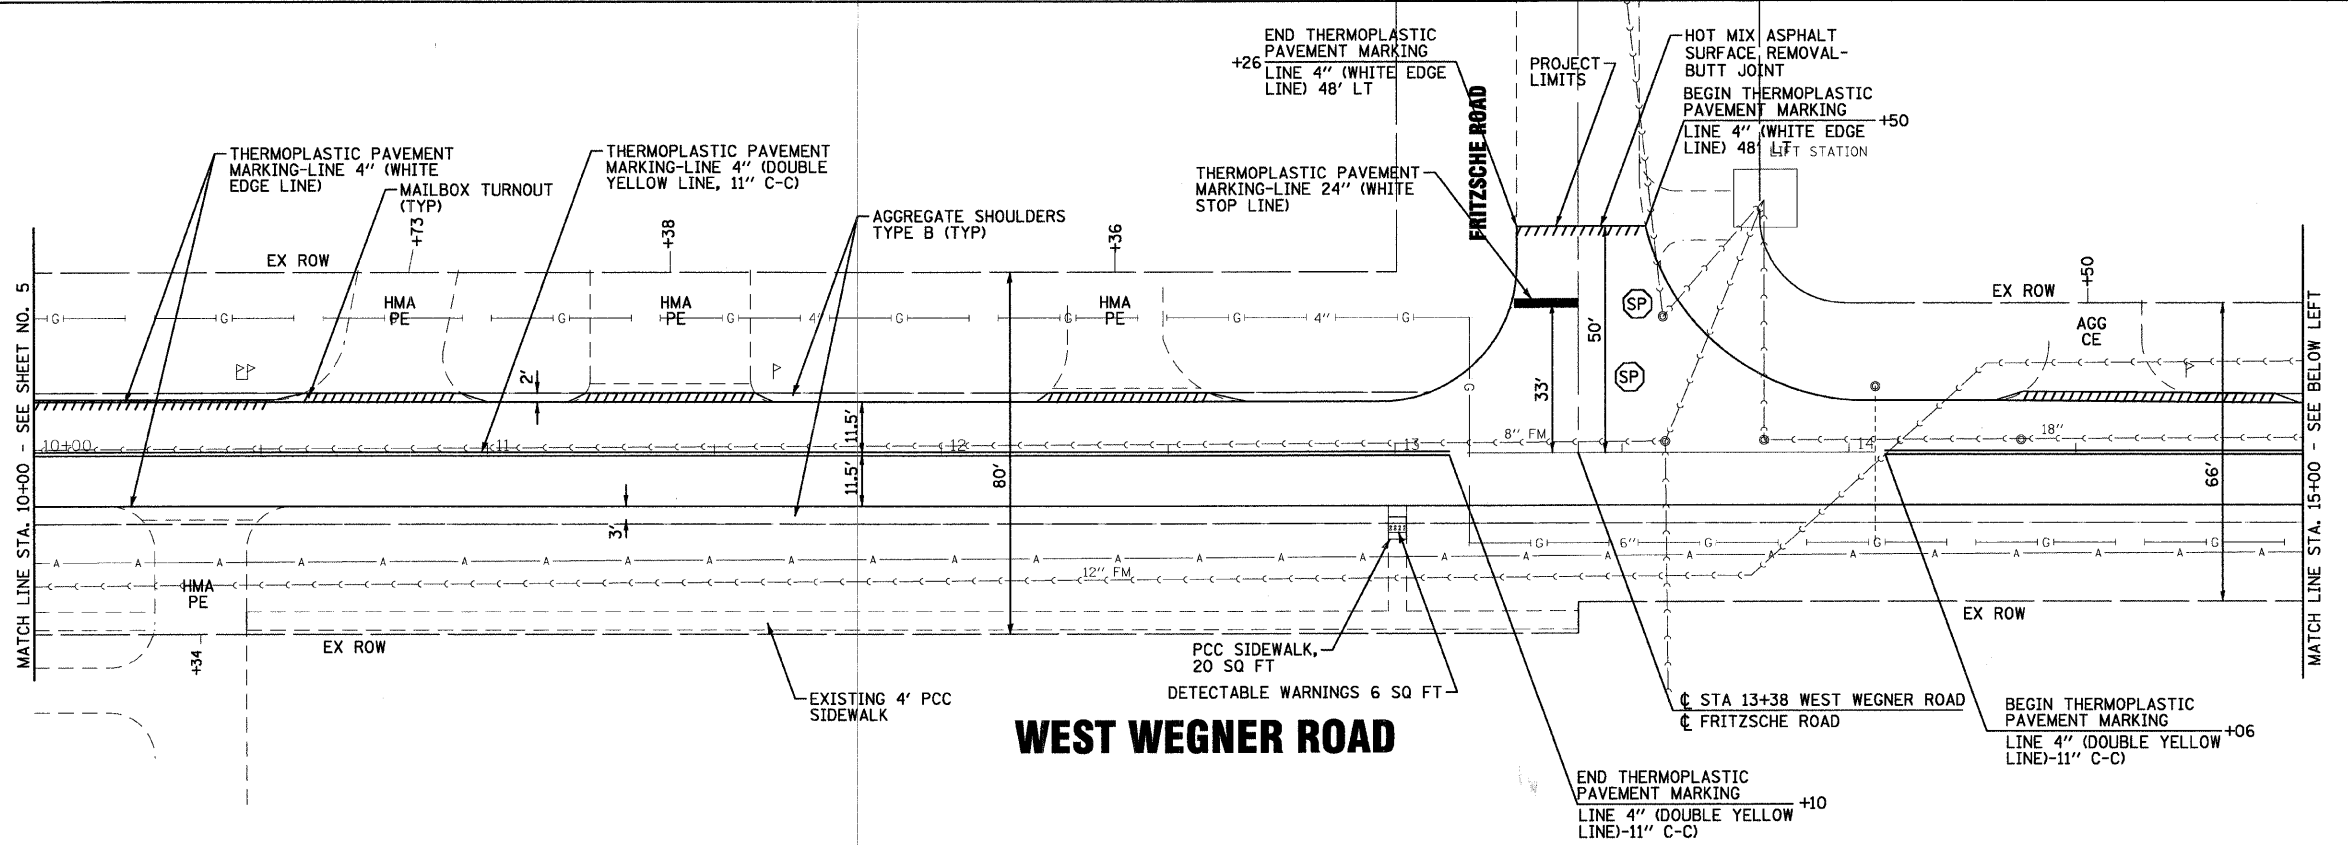 END THERMOPLASTIC
PAVEMENT MARKING
+26
LINE 4" (WHITE EDGE
LINE) 48' LT
PROJECT
LIMITS
HOT MIX ASPHALT
SURFACE REMOVAL-
BUTT JOINT
BEGIN THERMOPLASTIC
PAVEMENT MARKING
+50
LINE 4" (WHITE EDGE
LINE) 48' LT
LIFT STATION
FRITZSCHE ROAD
THERMOPLASTIC PAVEMENT
MARKING-LINE 4" (WHITE
EDGE LINE)
MAILBOX TURNOUT
(TYP)
THERMOPLASTIC PAVEMENT
MARKING-LINE 4" (DOUBLE
YELLOW LINE, 11" C-C)
AGGREGATE SHOULDERS
TYPE B (TYP)
THERMOPLASTIC PAVEMENT
MARKING-LINE 24" (WHITE
STOP LINE)
+73
+38
+36
+50
EX ROW
EX ROW
HMA
PE
HMA
PE
HMA
PE
AGG
CE
SP
SP
G G G G G G G G G
4"
4"
G
P P
P
P
2'
11.5'
11.5'
3'
80'
33'
50'
66'
10+00
11
12
13
14
8" FM
18"
MATCH LINE STA. 10+00 - SEE SHEET NO. 5
MATCH LINE STA. 15+00 - SEE BELOW LEFT
G 6" G G G G
A A A A A A A A A A A A A A A A A A A A A A A A A A A A
12" FM
HMA
PE
+34
EX ROW
EX ROW
EXISTING 4' PCC
SIDEWALK
PCC SIDEWALK,
20 SQ FT
DETECTABLE WARNINGS 6 SQ FT
WEST WEGNER ROAD
℄ STA 13+38 WEST WEGNER ROAD
℄ FRITZSCHE ROAD
BEGIN THERMOPLASTIC
PAVEMENT MARKING
+06
LINE 4" (DOUBLE YELLOW
LINE)-11" C-C)
END THERMOPLASTIC
PAVEMENT MARKING
+10
LINE 4" (DOUBLE YELLOW
LINE)-11" C-C)